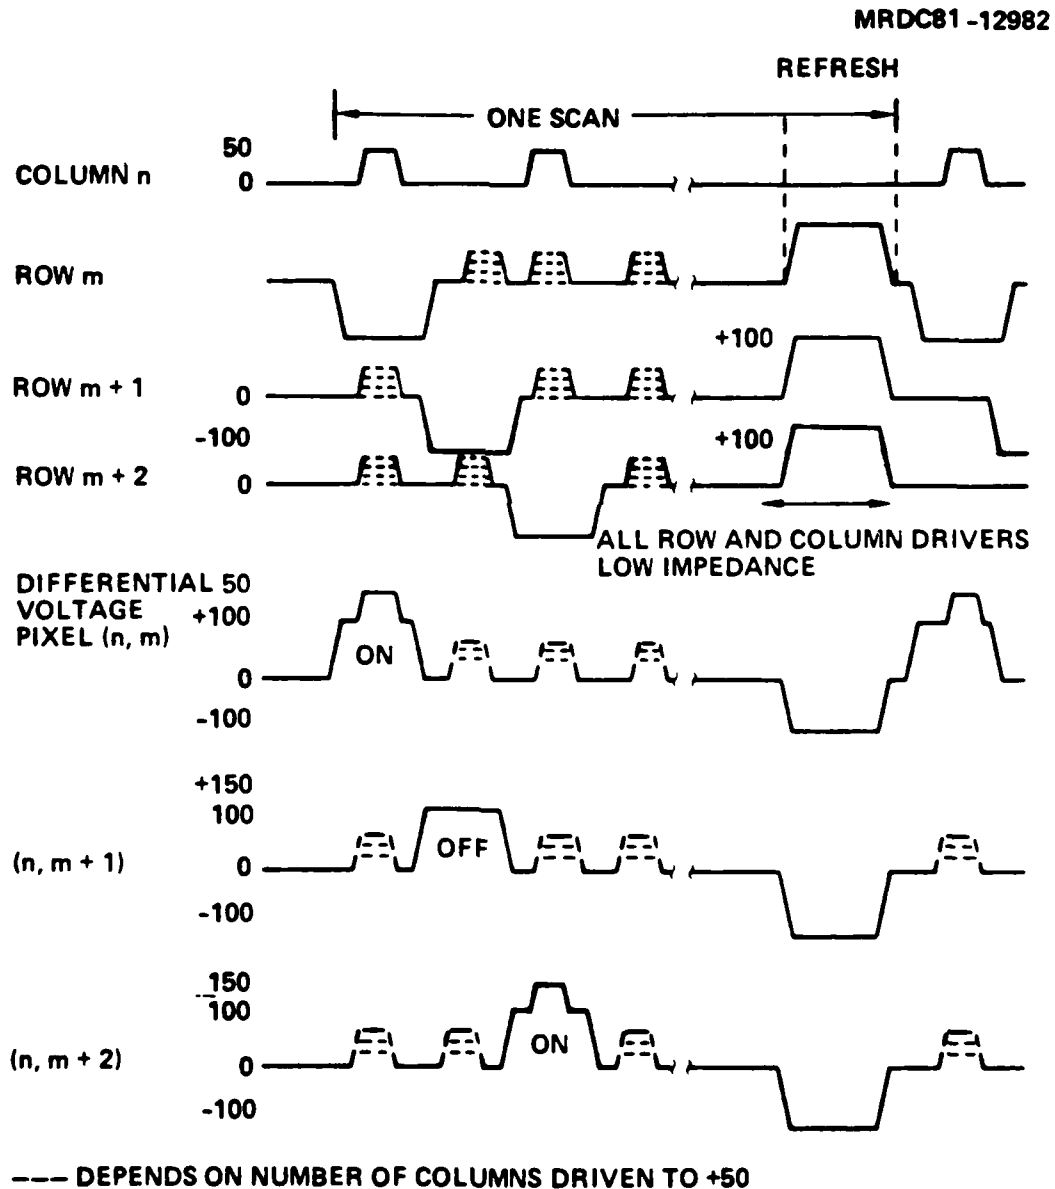 MRDC81-12982
REFRESH
ONE SCAN
COLUMN n
50
0
ROW m
+100
ROW m + 1
0
-100
+100
ROW m + 2
0
ALL ROW AND COLUMN DRIVERS
LOW IMPEDANCE
DIFFERENTIAL 50
VOLTAGE +100
PIXEL (n, m)
ON
0
-100
+150
100
OFF
(n, m + 1)
0
-100
150
100
ON
(n, m + 2)
0
-100
--- DEPENDS ON NUMBER OF COLUMNS DRIVEN TO +50